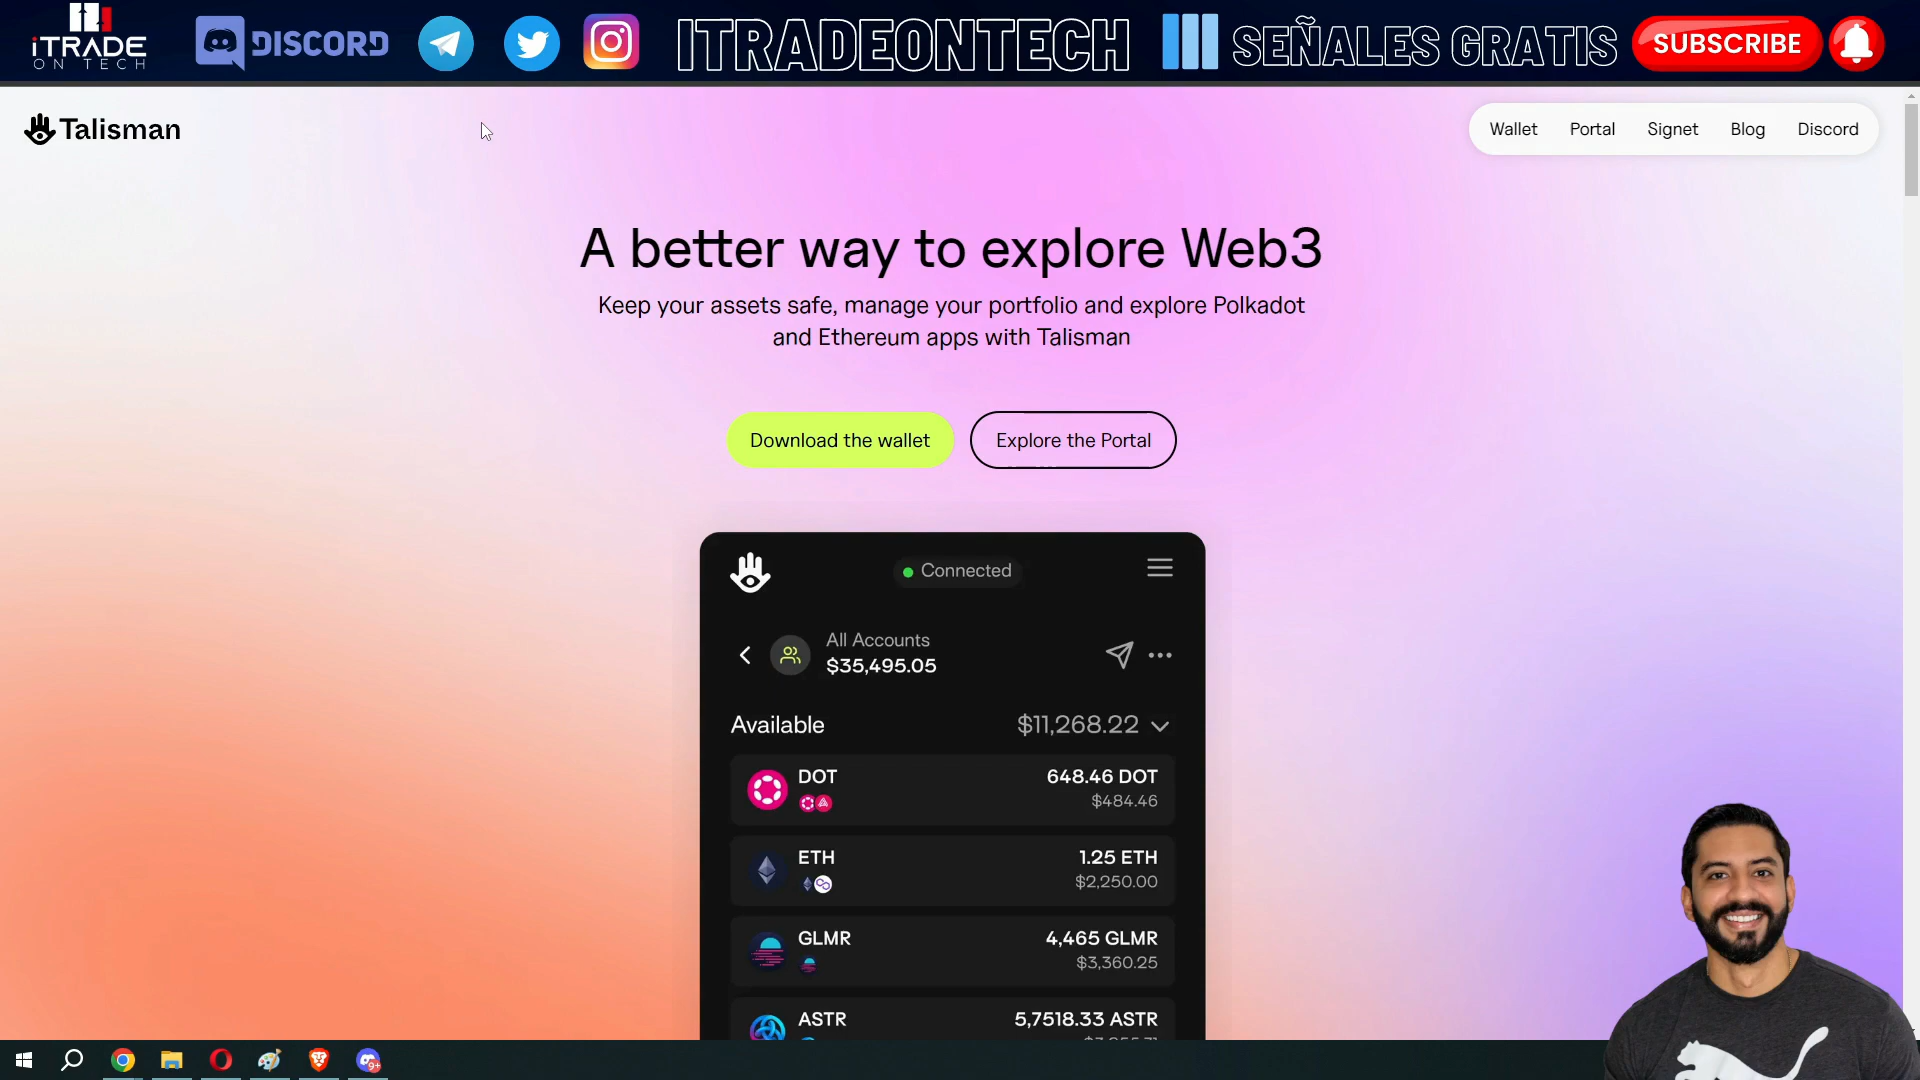 iTRADE
ON TECH
DISCORD
ITRADEONTECH
SEÑALES GRATIS
SUBSCRIBE
Talisman
Wallet
Portal
Signet
Blog
Discord
A better way to explore Web3
Keep your assets safe, manage your portfolio and explore Polkadot
and Ethereum apps with Talisman
Download the wallet
Explore the Portal
Connected
All Accounts
$35,495.05
Available
$11,268.22
DOT
648.46 DOT
$484.46
ETH
1.25 ETH
$2,250.00
GLMR
4,465 GLMR
$3,360.25
ASTR
5,7518.33 ASTR
9+